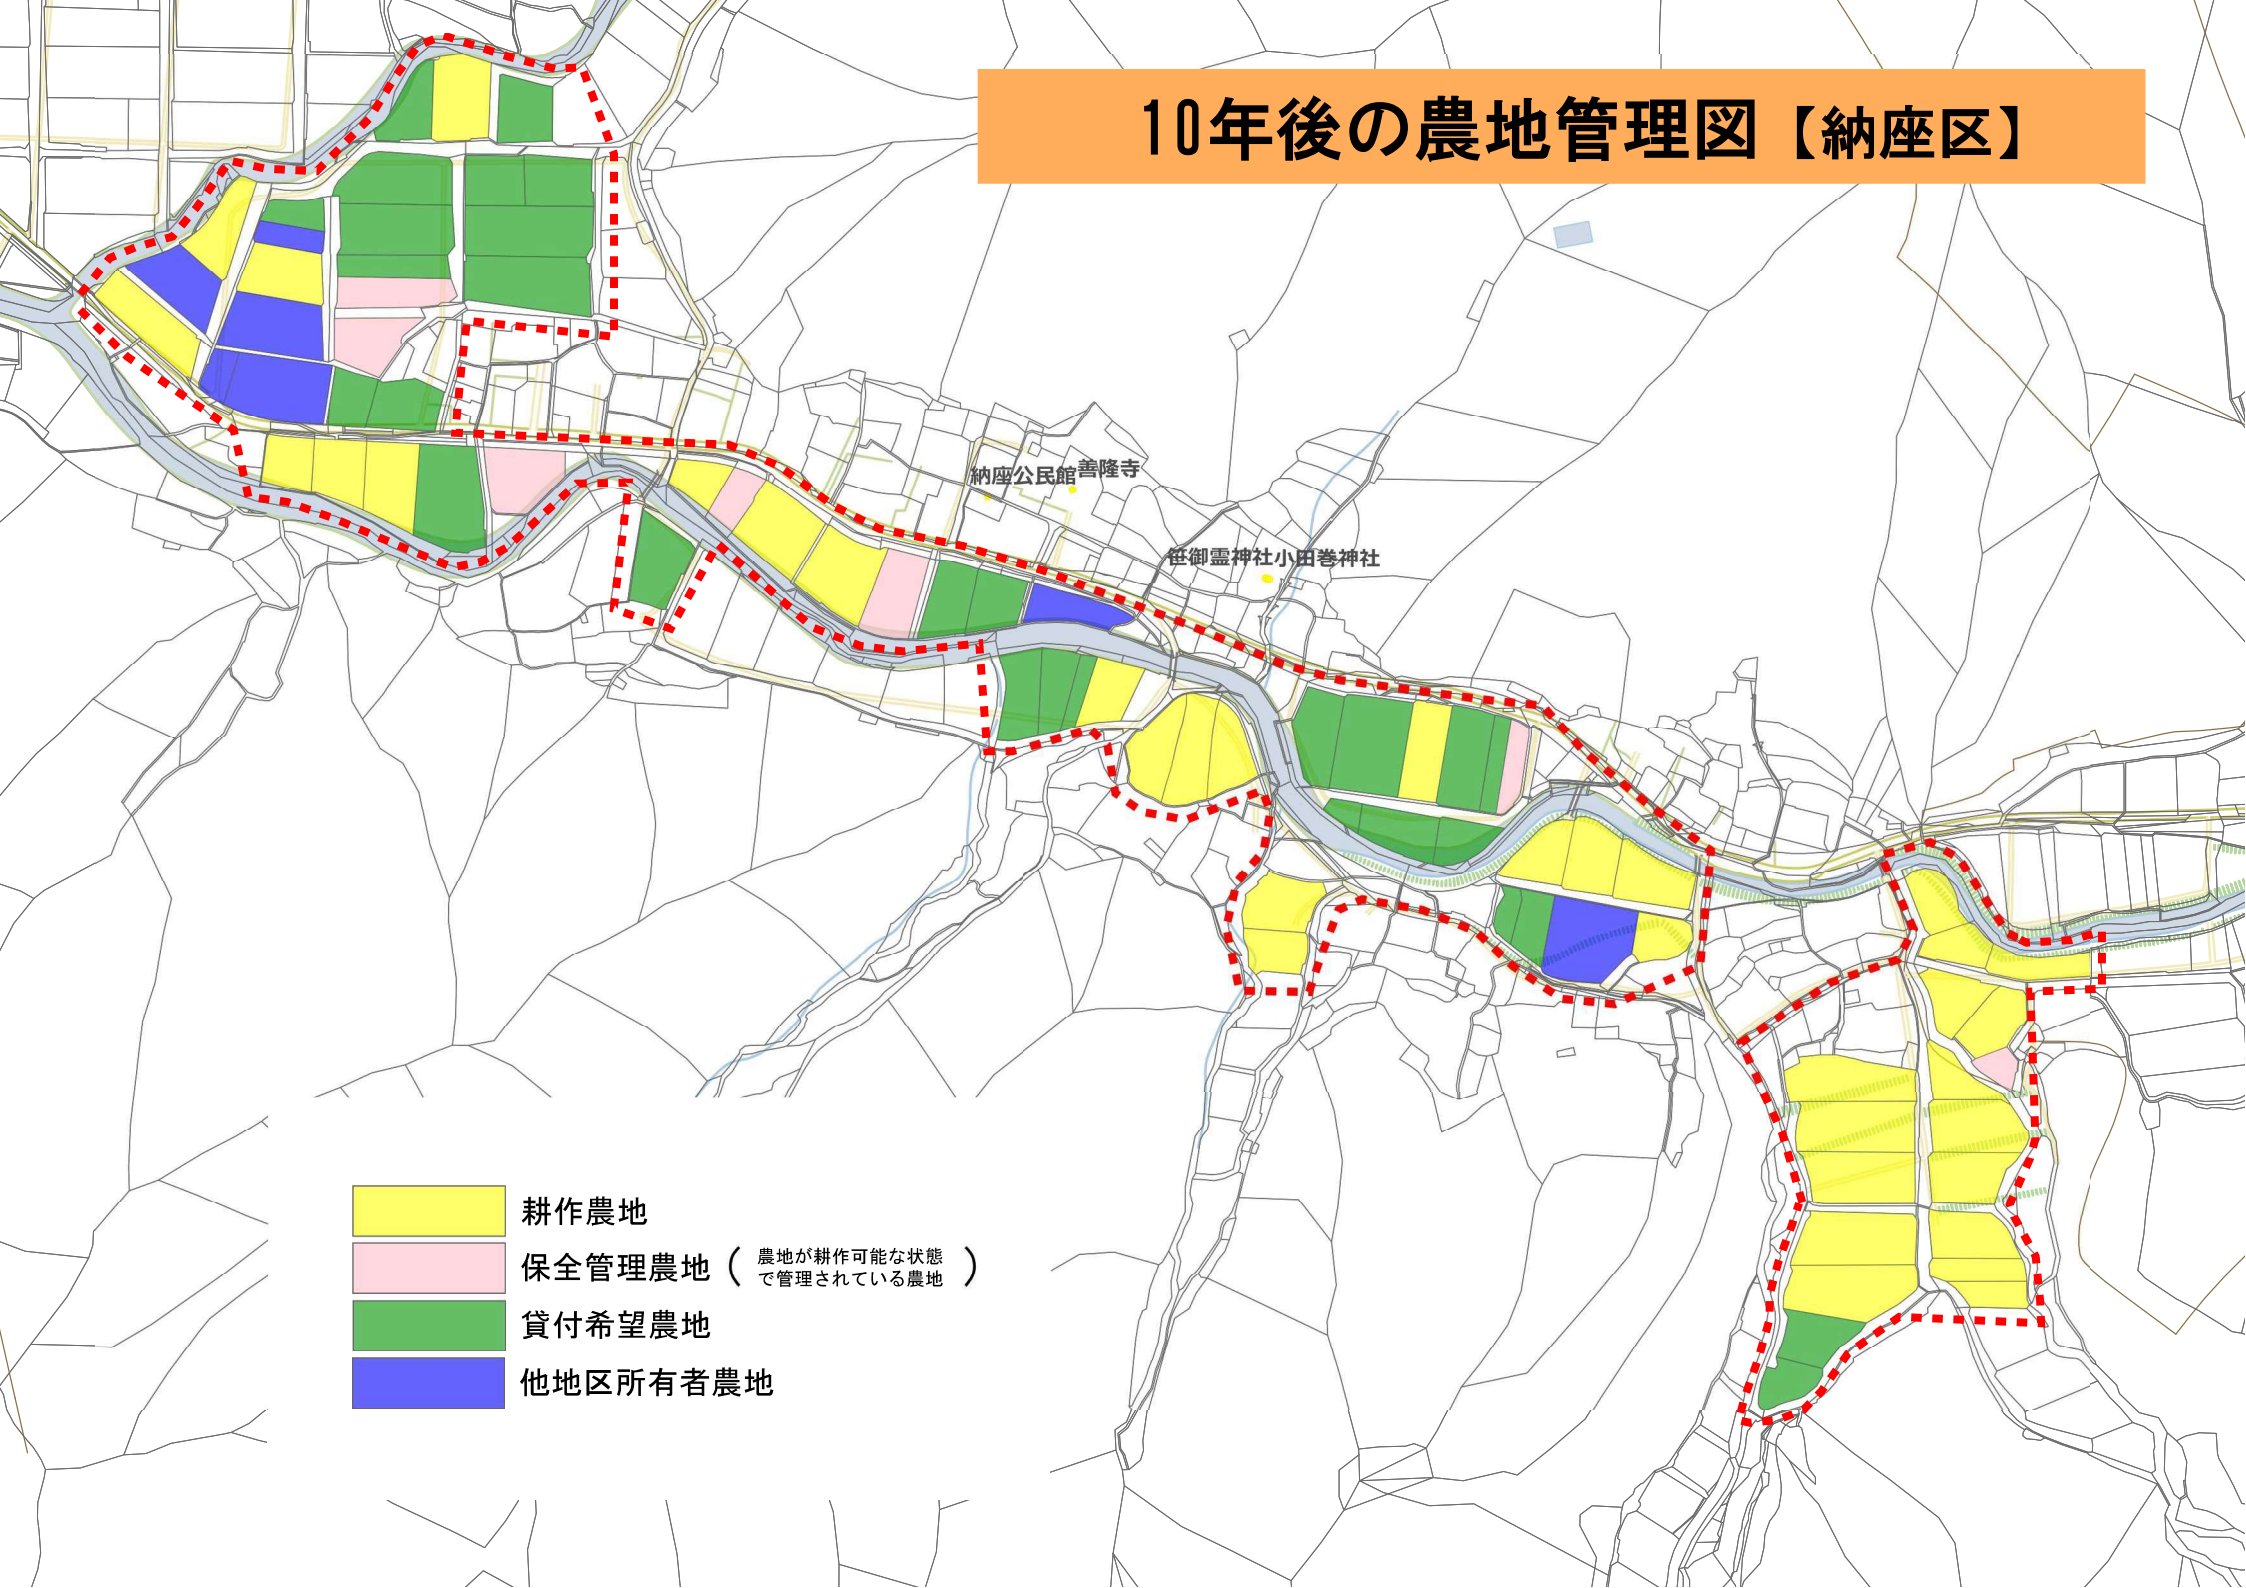 10年後の農地管理図【納座区】
納座公民館
善隆寺
笹御霊神社
小田巻神社
耕作農地
保全管理農地（農地が耕作可能な状態
で管理されている農地）
貸付希望農地
他地区所有者農地